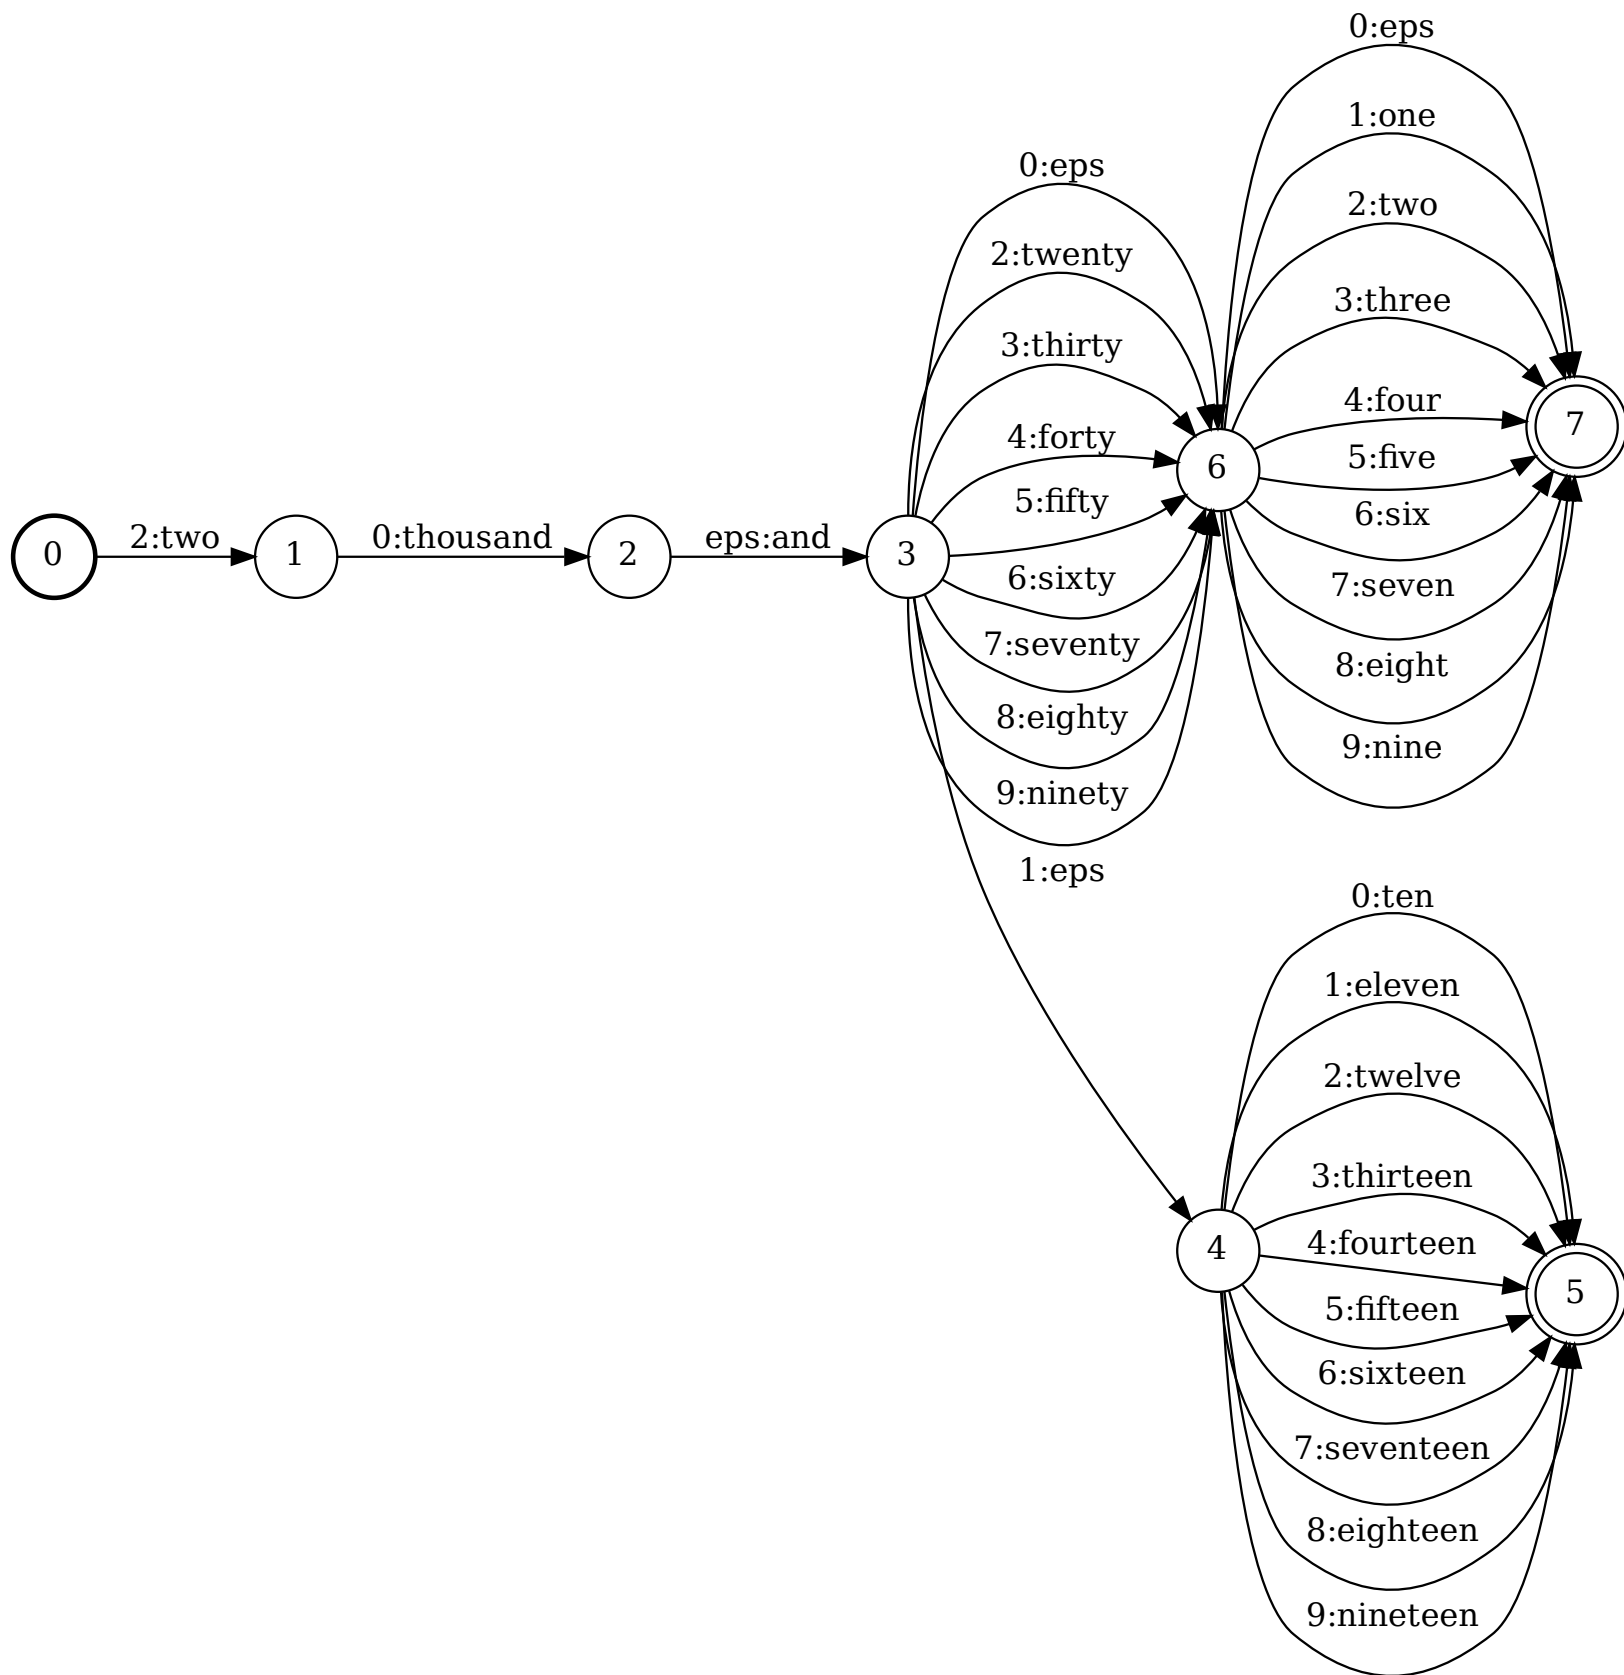 0:eps
1:one
0:eps
2:two
2:twenty
3:three
3:thirty
4:four
7
4:forty
5:five
6
5:fifty
6:six
0
2:two
1
0:thousand
2
eps:and
3
6:sixty
7:seven
7:seventy
8:eight
8:eighty
9:nine
9:ninety
1:eps
0:ten
1:eleven
2:twelve
3:thirteen
4
4:fourteen
5
5:fifteen
6:sixteen
7:seventeen
8:eighteen
9:nineteen